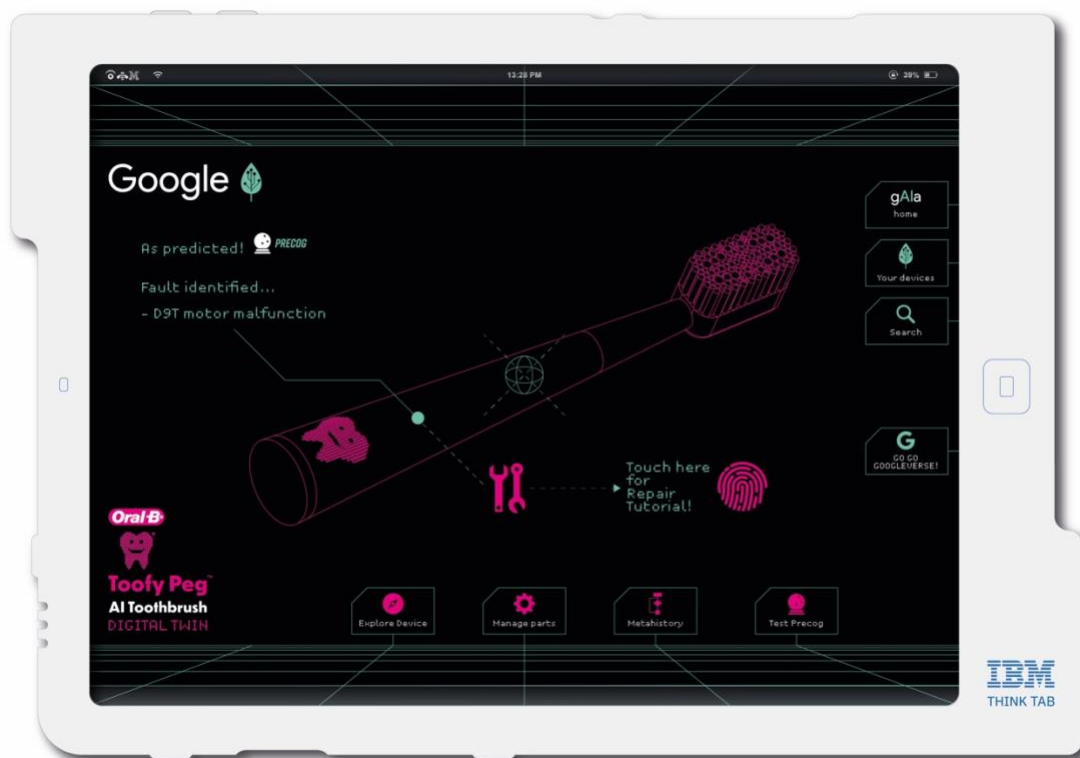 13:28 PM
29%
Google
As predicted! PRECOG
Fault identified...
- D9T motor malfunction
gAIa
home
Your devices
Search
G
GO GO
GOOGLEVERSE!
Touch here
for
Repair
Tutorial!
Oral-B
Toofy Peg™
AI Toothbrush
DIGITAL TWIN
Explore Device
Manage parts
Metahistory
Test Precog
IBM
THINK TAB